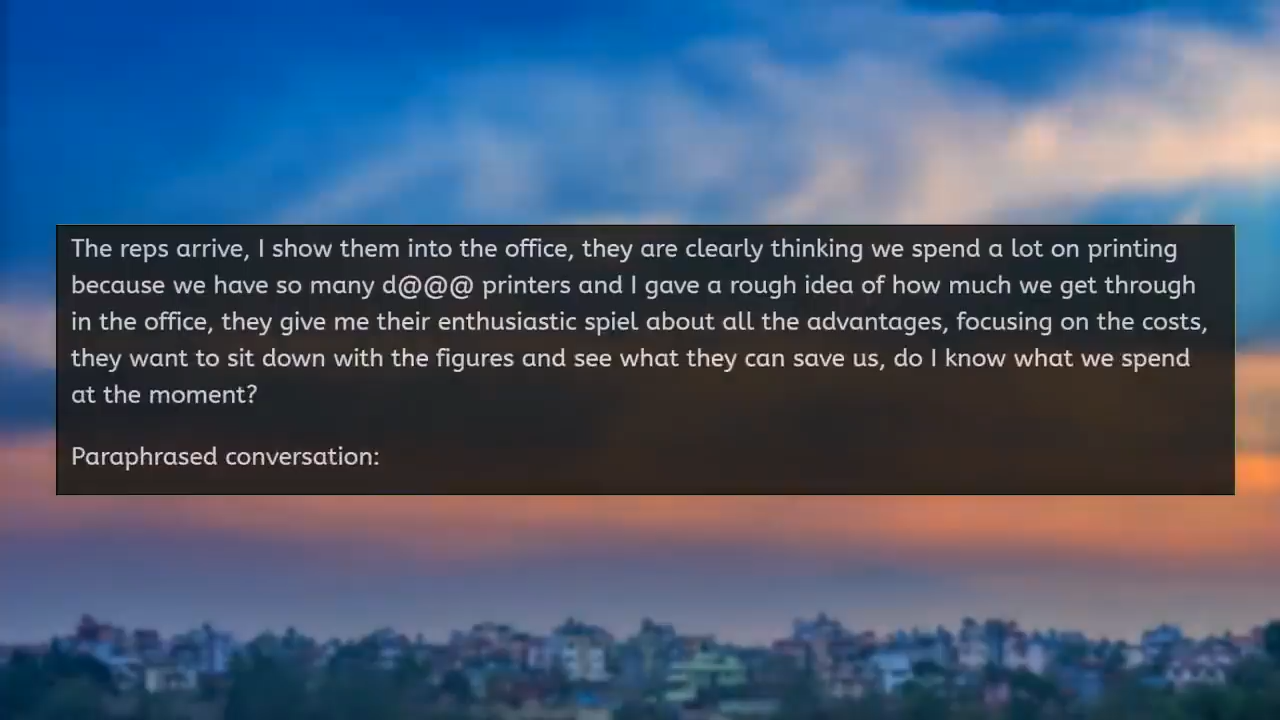 The reps arrive, I show them into the office, they are clearly thinking we spend a lot on printing
because we have so many d@@@ printers and I gave a rough idea of how much we get through
in the office, they give me their enthusiastic spiel about all the advantages, focusing on the costs,
they want to sit down with the figures and see what they can save us, do I know what we spend
at the moment?
Paraphrased conversation: